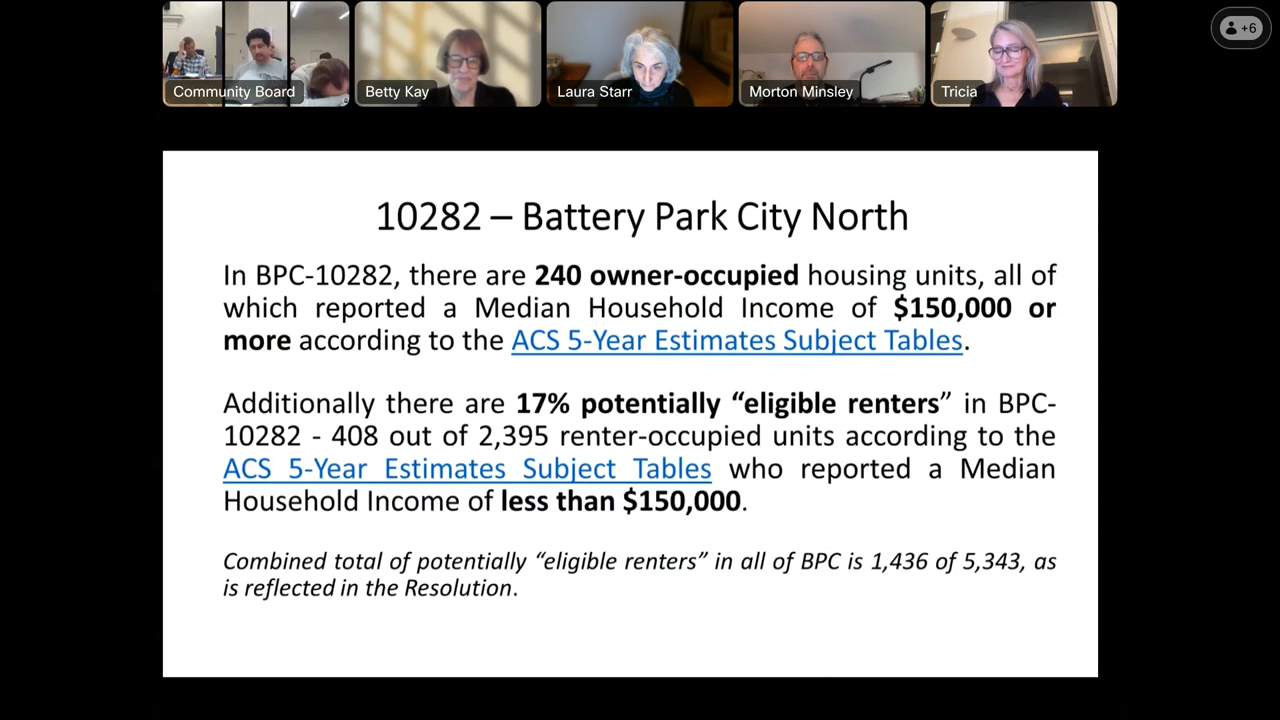 +6
Community Board
Betty Kay
Laura Starr
Morton Minsley
Tricia
10282 – Battery Park City North
In BPC-10282, there are 240 owner-occupied housing units, all of
which reported a Median Household Income of $150,000 or
more according to the ACS 5-Year Estimates Subject Tables.
Additionally there are 17% potentially “eligible renters” in BPC-
10282 - 408 out of 2,395 renter-occupied units according to the
ACS 5-Year Estimates Subject Tables who reported a Median
Household Income of less than $150,000.
Combined total of potentially “eligible renters” in all of BPC is 1,436 of 5,343, as
is reflected in the Resolution.